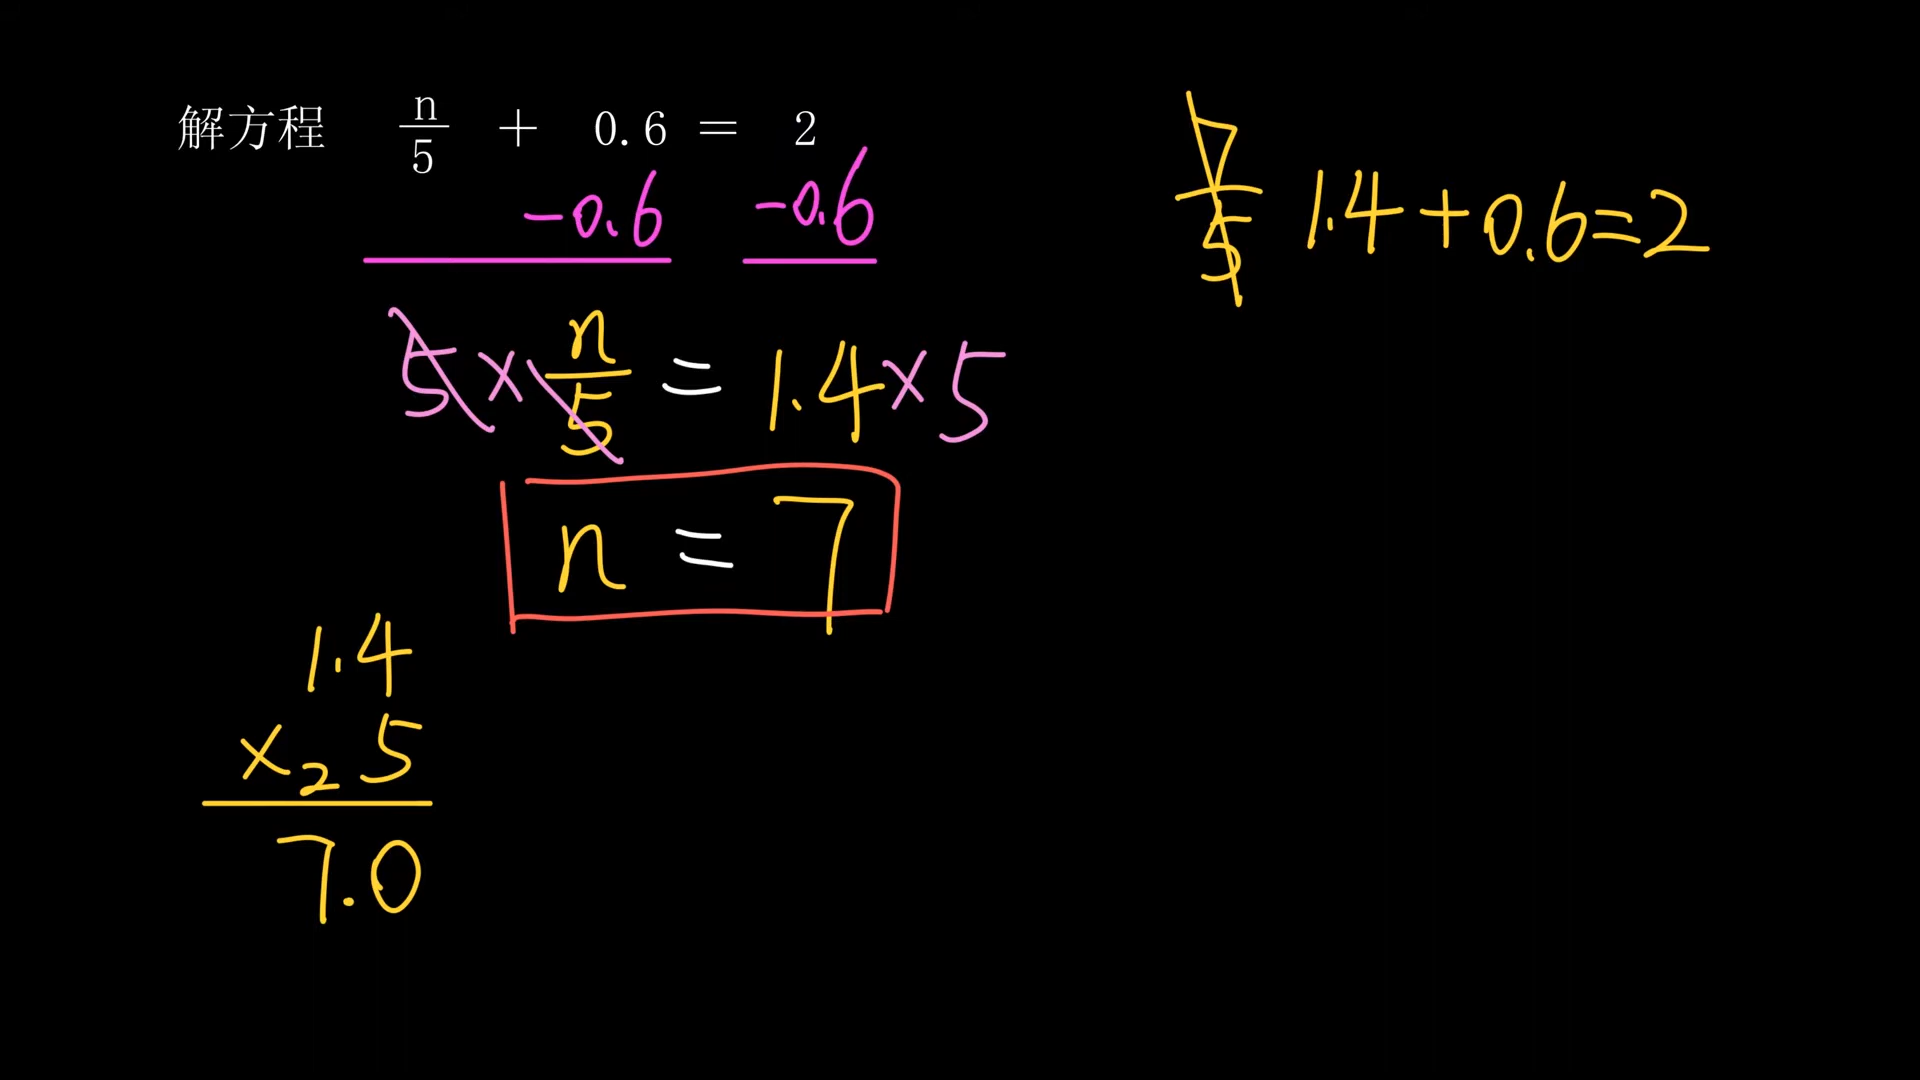 解方程 n/5 + 0.6 = 2
-0.6 -0.6
5 × n/5 = 1.4 × 5
n = 7
1.4
× 2 5
7.0
7/5 1.4 + 0.6 = 2